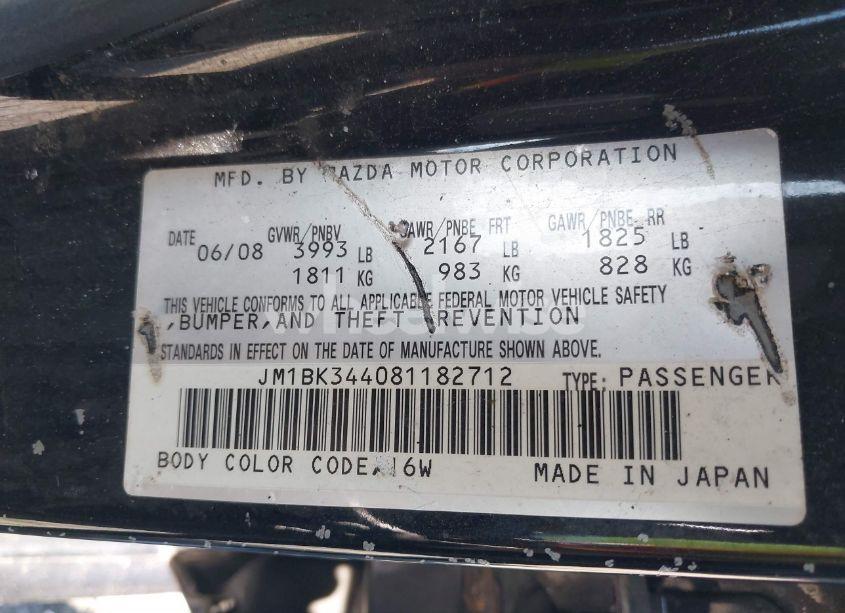 MFD. BY MAZDA MOTOR CORPORATION
DATE GVWR/PNBV GAWR/PNBE FRT GAWR/PNBE RR
06/08 3993 LB 2167 LB 1825 LB
1811 KG 983 KG 828 KG
THIS VEHICLE CONFORMS TO ALL APPLICABLE FEDERAL MOTOR VEHICLE SAFETY
,BUMPER,AND THEFT PREVENTION
STANDARDS IN EFFECT ON THE DATE OF MANUFACTURE SHOWN ABOVE.
JM1BK344081182712 TYPE: PASSENGER
BODY COLOR CODE: 16W MADE IN JAPAN